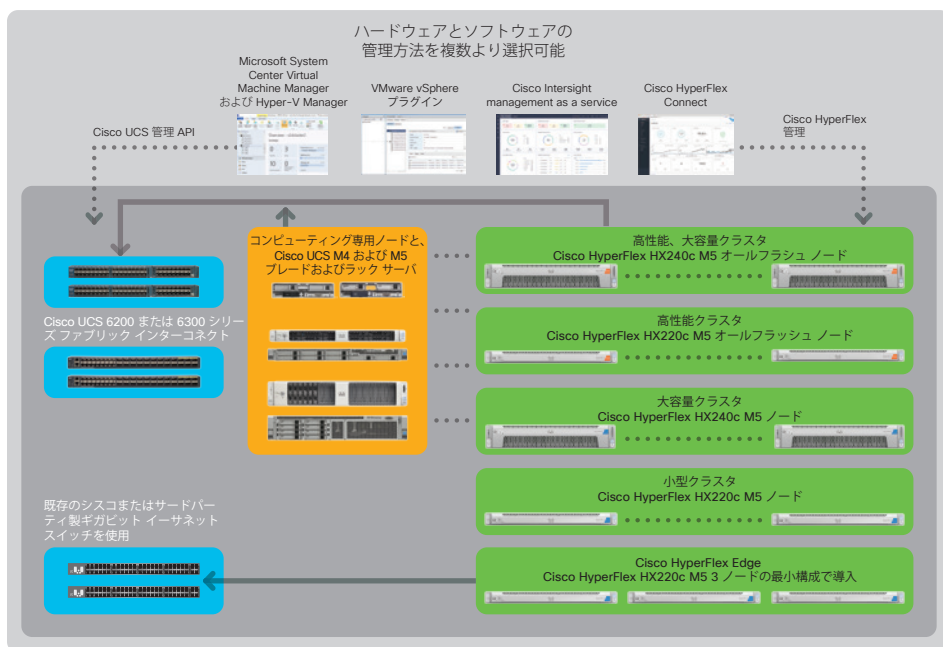 ハードウェアとソフトウェアの
管理方法を複数より選択可能
Microsoft System
Center Virtual
Machine Manager
および Hyper-V Manager
VMware vSphere
プラグイン
Cisco Intersight
management as a service
Cisco HyperFlex
Connect
Cisco UCS 管理 API
Cisco HyperFlex
管理
コンピューティング専用ノードと、
Cisco UCS M4 および M5
ブレードおよびラック サーバ
高性能、大容量クラスタ
Cisco HyperFlex HX240c M5 オールフラシュ ノード
Cisco UCS 6200 または 6300 シリー
ズ ファブリック インターコネクト
高性能クラスタ
Cisco HyperFlex HX220c M5 オールフラッシュ ノード
大容量クラスタ
Cisco HyperFlex HX240c M5 ノード
小型クラスタ
Cisco HyperFlex HX220c M5 ノード
既存のシスコまたはサードパー
ティ製ギガビット イーサネット
スイッチを使用
Cisco HyperFlex Edge
Cisco HyperFlex HX220c M5 3 ノードの最小構成で導入